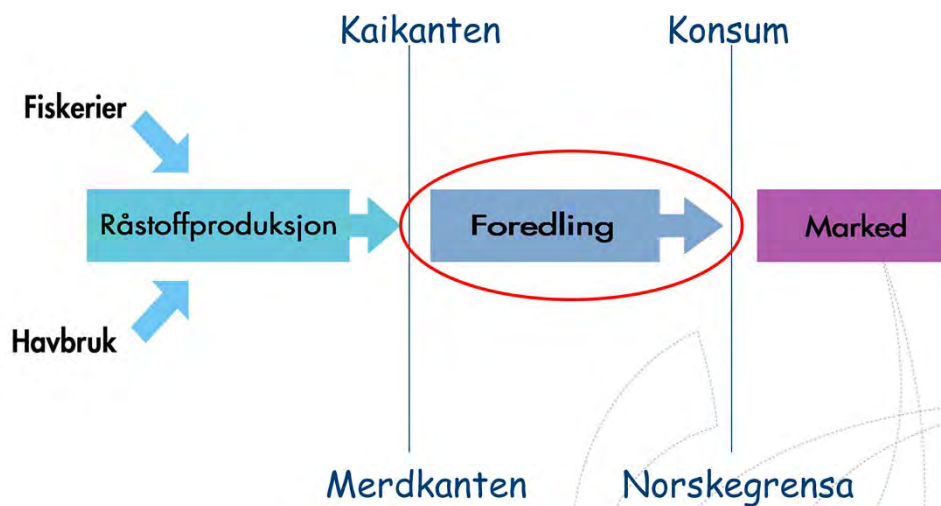 Kaikanten
Konsum
Fiskerier
Råstoffproduksjon
Foredling
Marked
Havbruk
Merdkanten
Norskegrensa